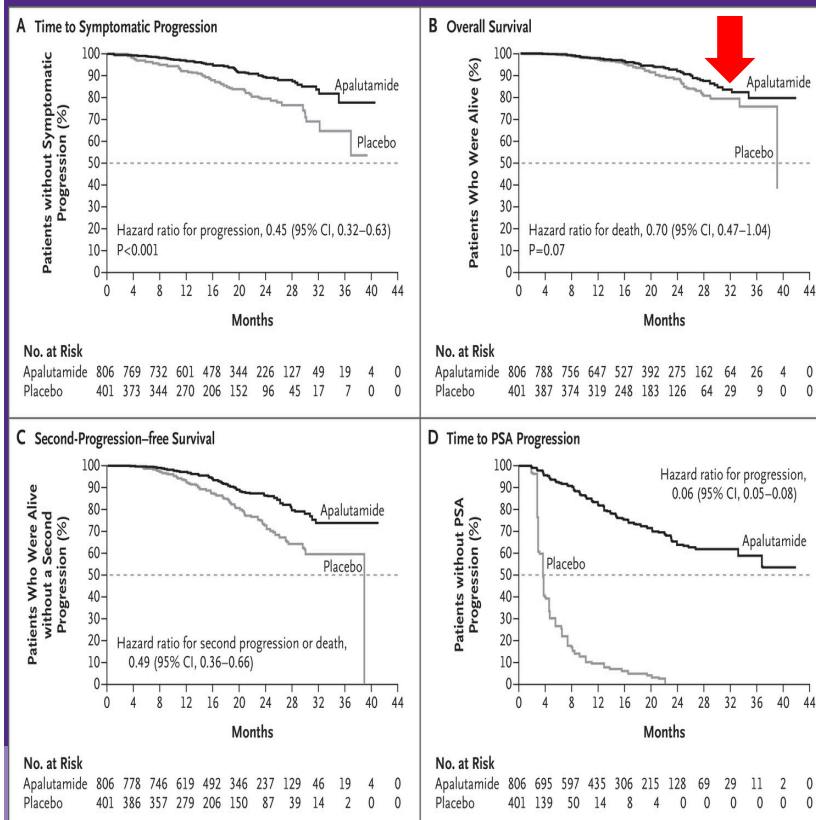 A Time to Symptomatic Progression
Patients without Symptomatic
Progression (%)
100
90
80
70
60
50
40
30
20
10
0
Apalutamide
Placebo
Hazard ratio for progression, 0.45 (95% CI, 0.32–0.63)
P<0.001
0 4 8 12 16 20 24 28 32 36 40 44
Months
No. at Risk
Apalutamide 806 769 732 601 478 344 226 127 49 19 4 0
Placebo 401 373 344 270 206 152 96 45 17 7 0 0
B Overall Survival
Patients Who Were Alive (%)
100
90
80
70
60
50
40
30
20
10
0
Apalutamide
Placebo
Hazard ratio for death, 0.70 (95% CI, 0.47–1.04)
P=0.07
0 4 8 12 16 20 24 28 32 36 40 44
Months
No. at Risk
Apalutamide 806 788 756 647 527 392 275 162 64 26 4 0
Placebo 401 387 374 319 248 183 126 64 29 9 0 0
C Second-Progression–free Survival
Patients Who Were Alive
without a Second
Progression (%)
100
90
80
70
60
50
40
30
20
10
0
Apalutamide
Placebo
Hazard ratio for second progression or death,
0.49 (95% CI, 0.36–0.66)
0 4 8 12 16 20 24 28 32 36 40 44
Months
No. at Risk
Apalutamide 806 778 746 619 492 346 237 129 46 19 4 0
Placebo 401 386 357 279 206 150 87 39 14 2 0 0
D Time to PSA Progression
Patients without PSA
Progression (%)
100
90
80
70
60
50
40
30
20
10
0
Hazard ratio for progression,
0.06 (95% CI, 0.05–0.08)
Apalutamide
Placebo
0 4 8 12 16 20 24 28 32 36 40 44
Months
No. at Risk
Apalutamide 806 695 597 435 306 215 128 69 29 11 2 0
Placebo 401 139 50 14 8 4 0 0 0 0 0 0